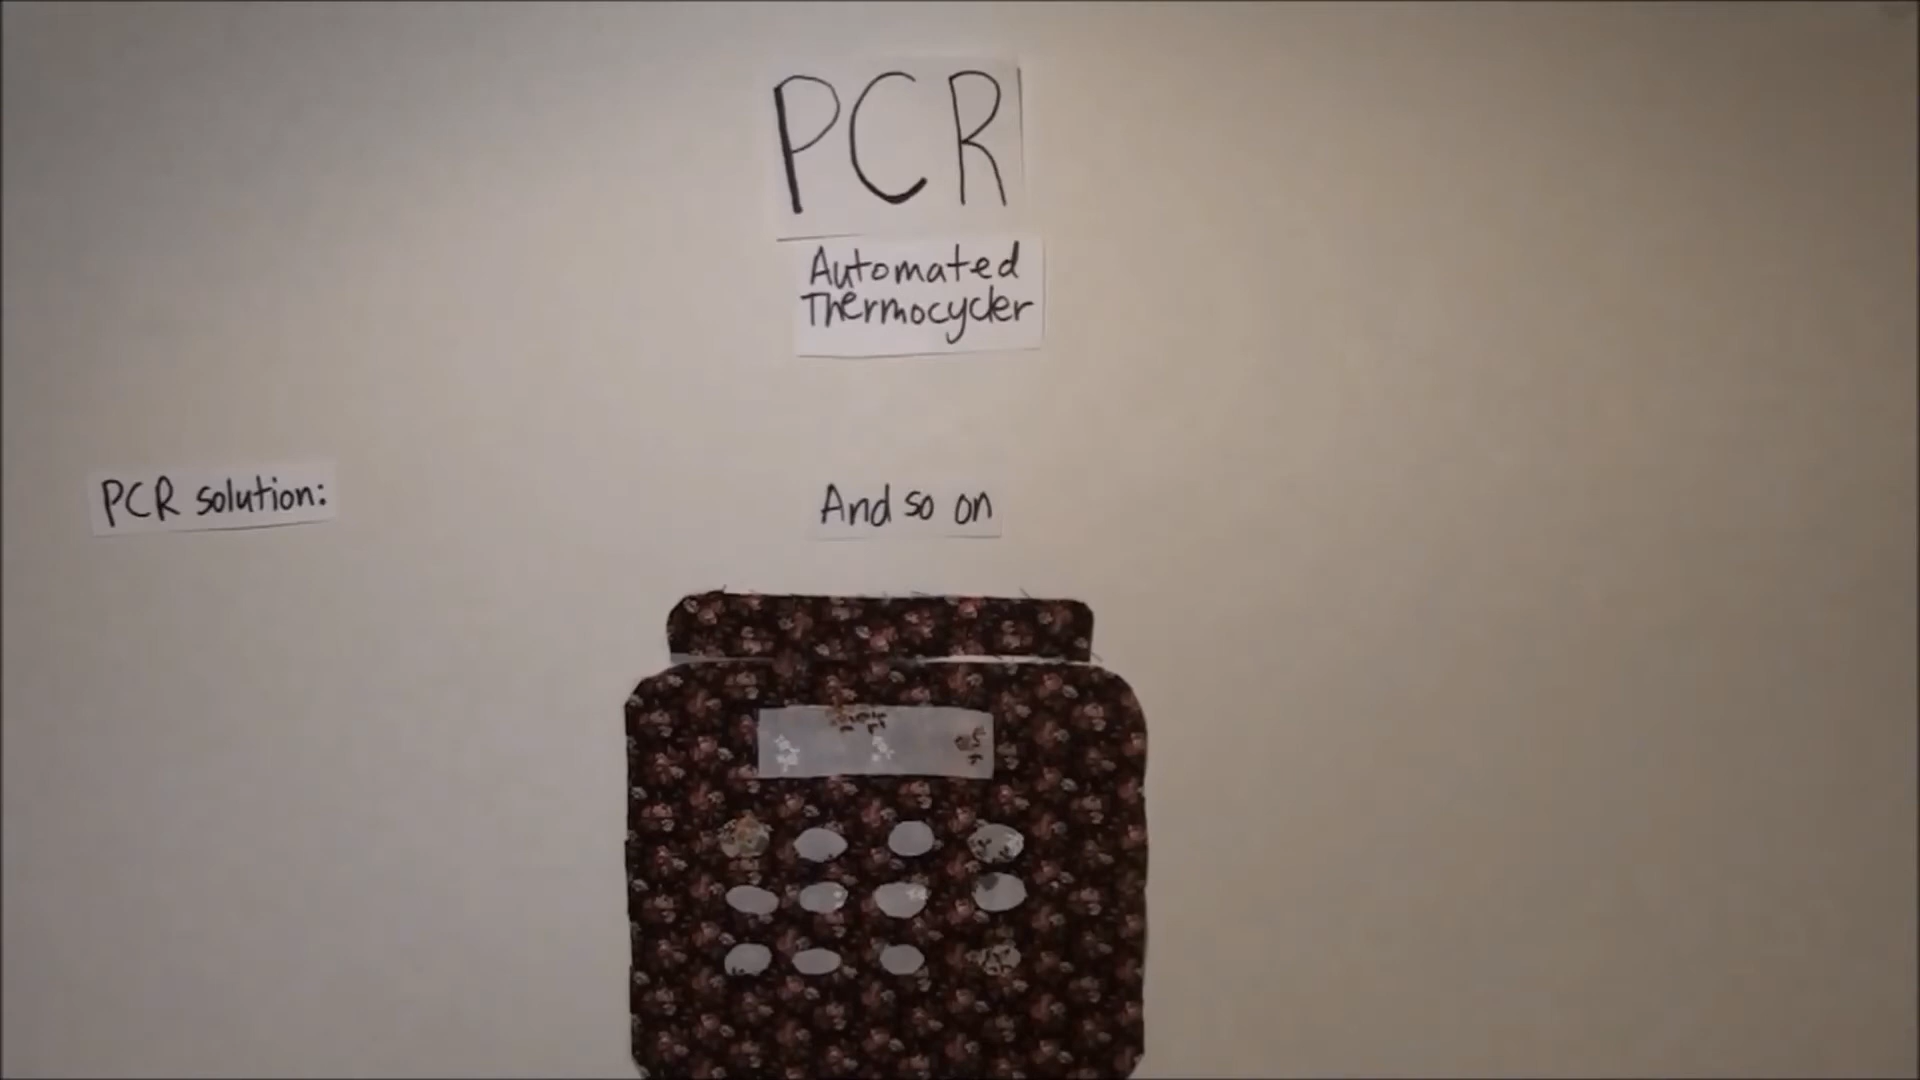 PCR
Automated
Thermocycler
PCR solution:
And so on